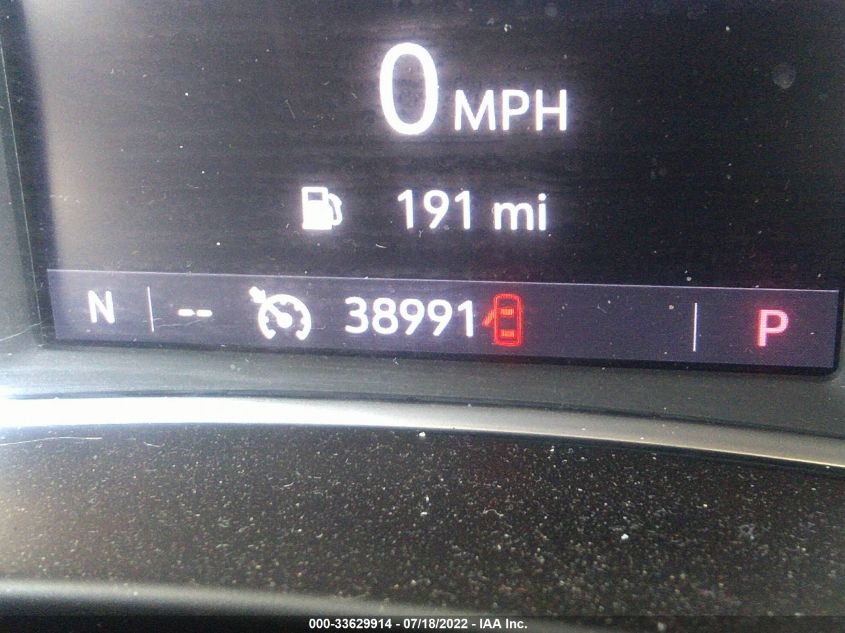 0 MPH
191 mi
N -- 38991 P
000-33629914 - 07/18/2022 - IAA Inc.